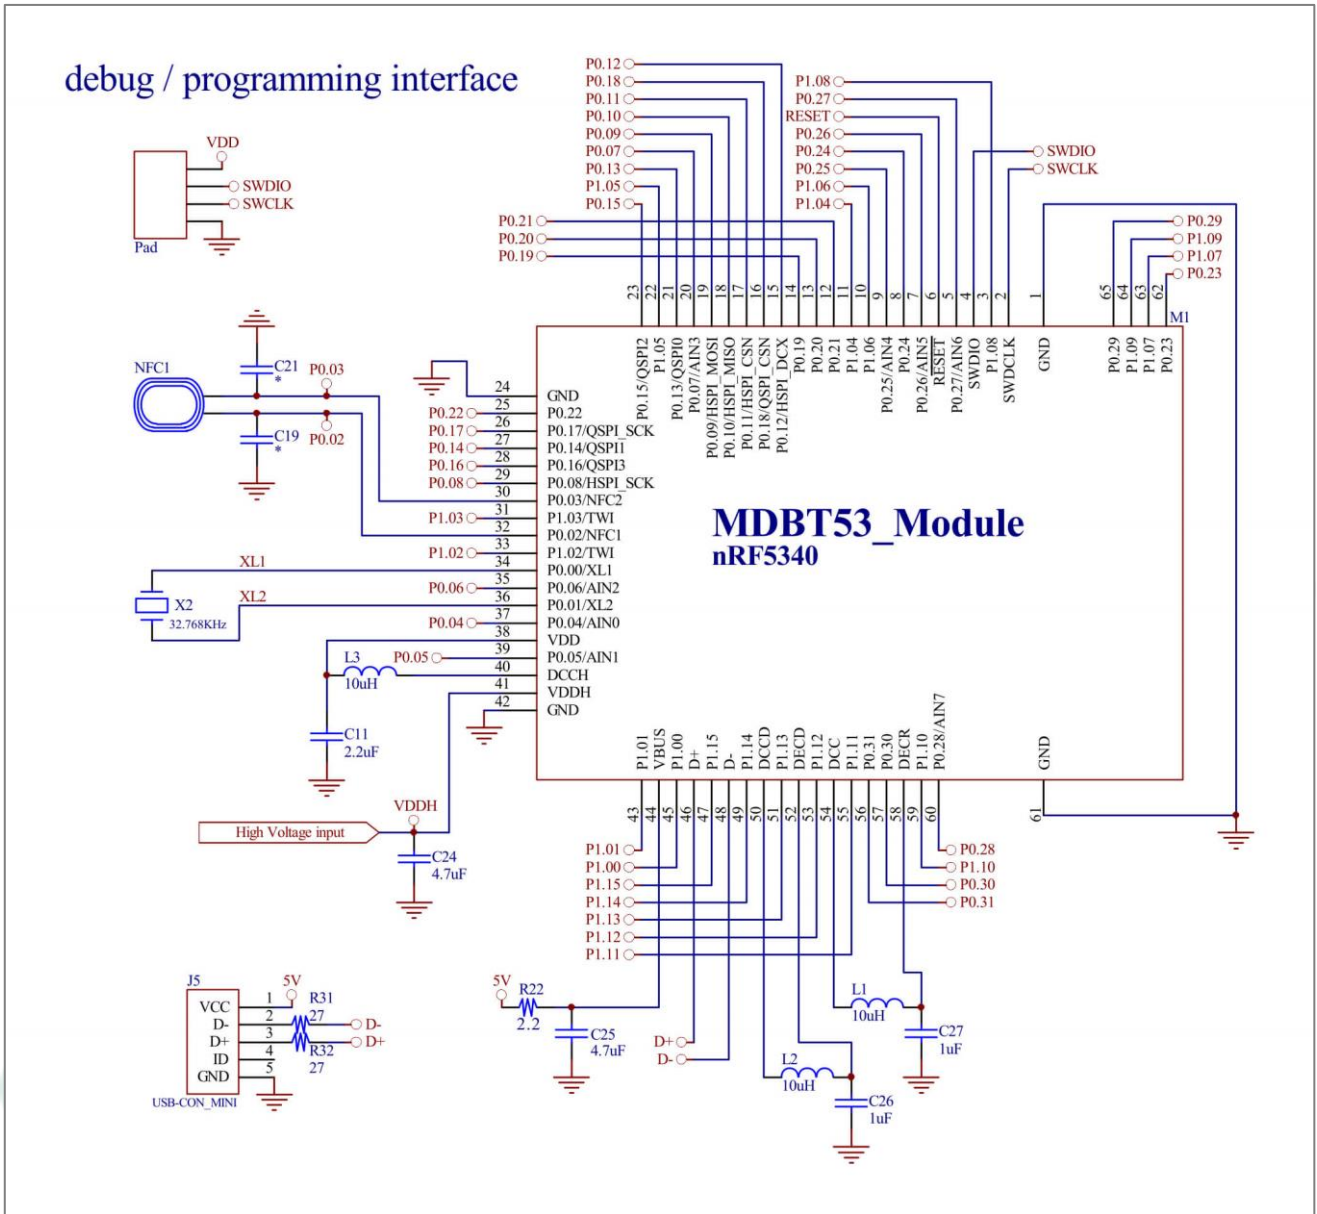 debug / programming interface
VDD
SWDIO
SWCLK
Pad
P0.12
P0.18
P0.11
P0.10
P0.09
P0.07
P0.13
P1.05
P0.15
P0.21
P0.20
P0.19
P1.08
P0.27
RESET
P0.26
P0.24
P0.25
P1.06
P1.04
SWDIO
SWCLK
P0.29
P1.09
P1.07
P0.23
23
22
21
20
19
18
17
16
15
14
13
12
11
10
9
8
7
6
5
4
3
2
1
65
64
63
62
M1
P0.15/QSPI2
P1.05
P0.13/QSPI0
P0.07/AIN3
P0.09/HSPI_MOSI
P0.10/HSPI_MISO
P0.11/HSPI_CSN
P0.18/QSPI_CSN
P0.12/HSPI_DCX
P0.19
P0.20
P0.21
P1.04
P1.06
P0.25/AIN4
P0.24
P0.26/AIN5
RESET
P0.27/AIN6
SWDIO
P1.08
SWDCLK
GND
P0.29
P1.09
P1.07
P0.23
NFC1
C21
*
P0.03
C19
*
P0.02
24 GND
P0.22 25 P0.22
P0.17 26 P0.17/QSPI_SCK
P0.14 27 P0.14/QSPI1
P0.16 28 P0.16/QSPI3
P0.08 29 P0.08/HSPI_SCK
30 P0.03/NFC2
P1.03 31 P1.03/TWI
32 P0.02/NFC1
P1.02 33 P1.02/TWI
XL1 34 P0.00/XL1
P0.06 35 P0.06/AIN2
XL2 36 P0.01/XL2
P0.04 37 P0.04/AIN0
38 VDD
P0.05 39 P0.05/AIN1
40 DCCH
41 VDDH
42 GND
MDBT53_Module
nRF5340
X2
32.768KHz
L3
10uH
C11
2.2uF
VDDH
High Voltage input
C24
4.7uF
P1.01
VBUS
P1.00
D+
P1.15
D-
P1.14
DCCD
P1.13
DECD
P1.12
DCC
P1.11
P0.31
P0.30
DECR
P1.10
P0.28/AIN7
GND
43
44
45
46
47
48
49
50
51
52
53
54
55
56
57
58
59
60
61
P1.01
P1.00
P1.15
P1.14
P1.13
P1.12
P1.11
P0.28
P1.10
P0.30
P0.31
J5
VCC 1
D- 2
D+ 3
ID 4
GND 5
USB-CON_MINI
5V
R31
27
D-
D+
R32
27
5V
R22
2.2
C25
4.7uF
D+
D-
L1
10uH
C27
1uF
L2
10uH
C26
1uF